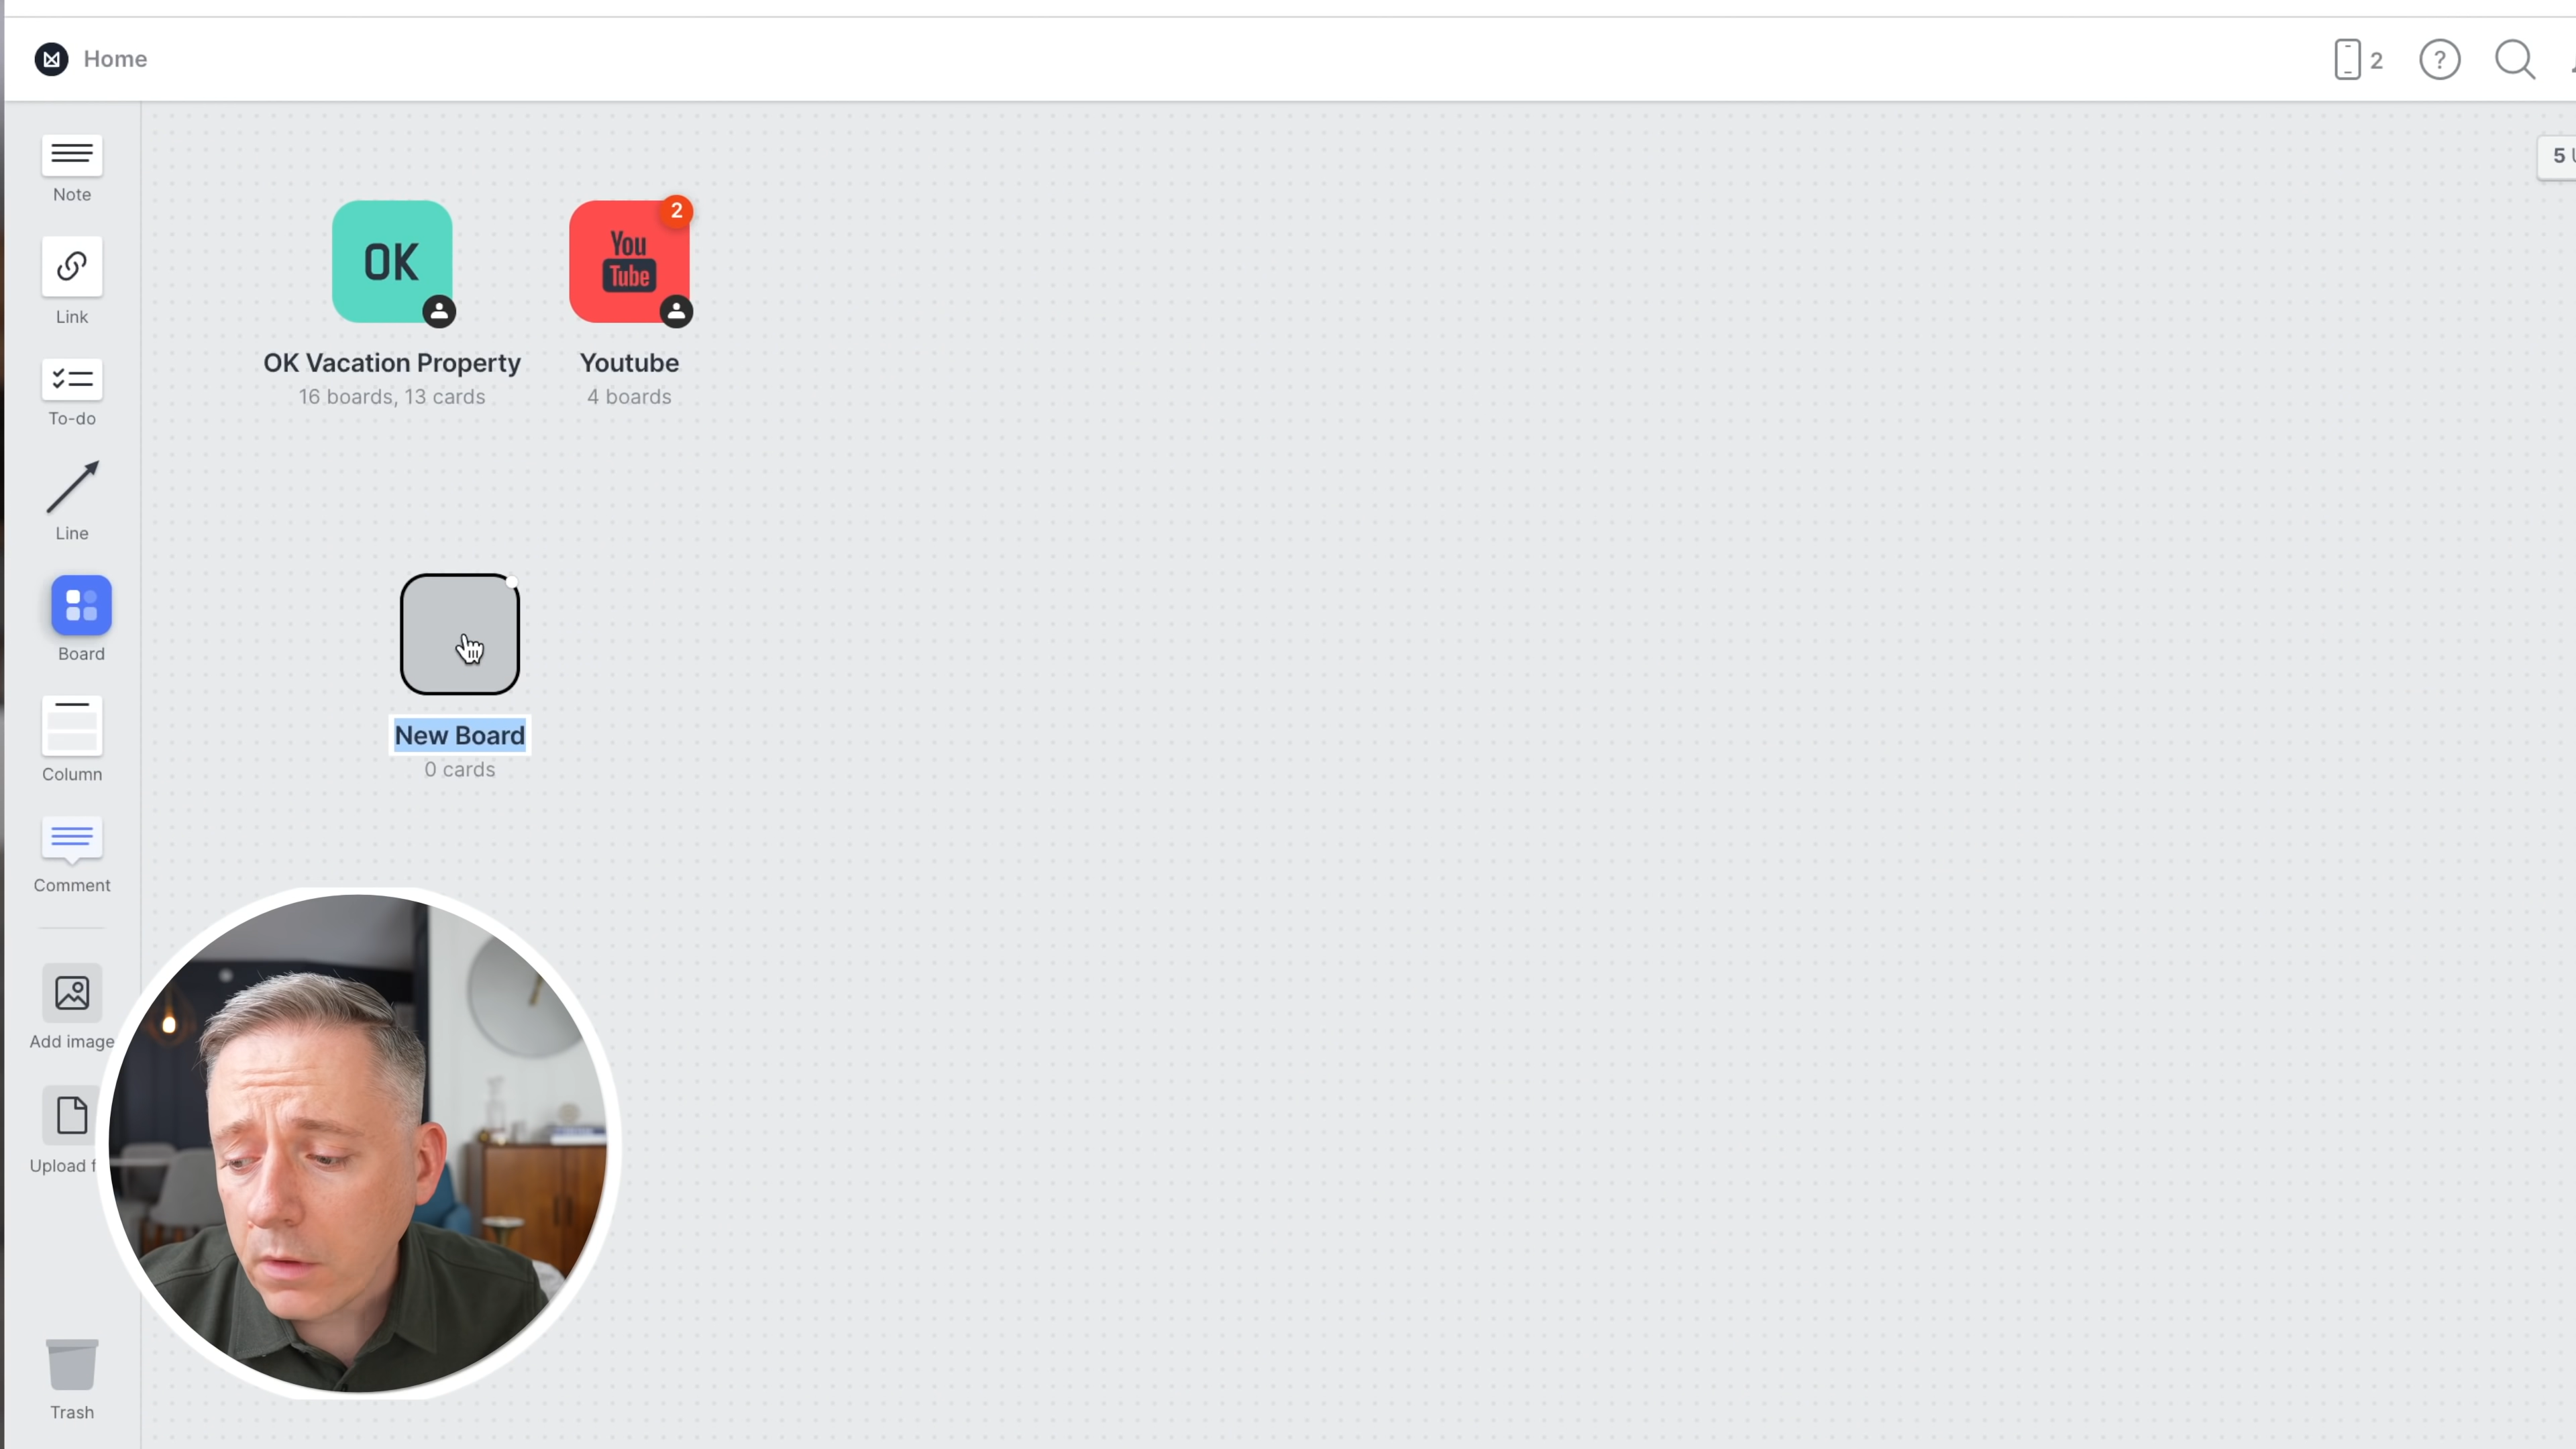 Home
2
?
5
Note
Link
To-do
Line
Board
Column
Comment
Add image
Upload f
Trash
OK
OK Vacation Property
16 boards, 13 cards
2
You
Tube
Youtube
4 boards
New Board
0 cards